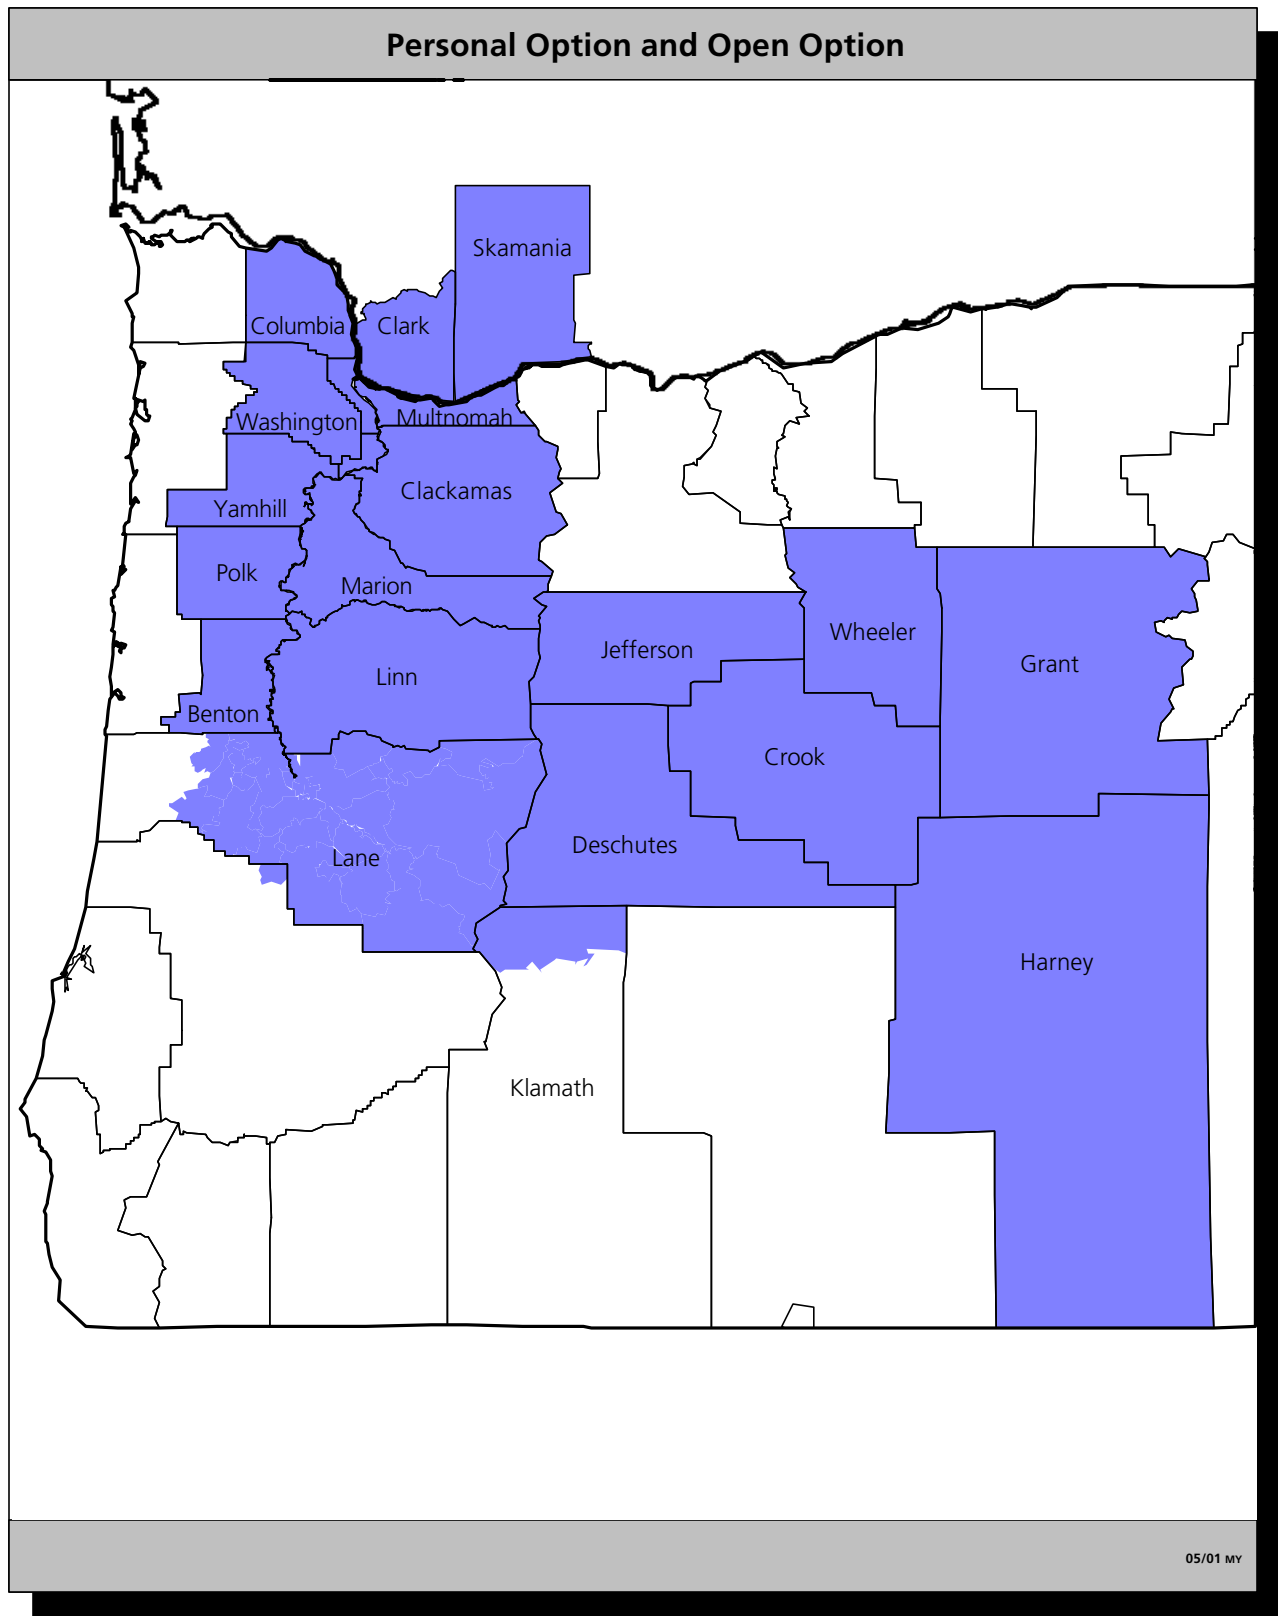 Personal Option and Open Option
Skamania
Columbia
Clark
Washington
Multnomah
Clackamas
Yamhill
Polk
Marion
Wheeler
Jefferson
Grant
Linn
Benton
Crook
Deschutes
Lane
Harney
Klamath
05/01 MY